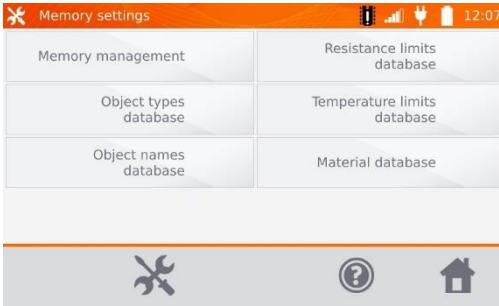 Memory settings
12:07
Memory management
Resistance limits
database
Object types
database
Temperature limits
database
Object names
database
Material database
?